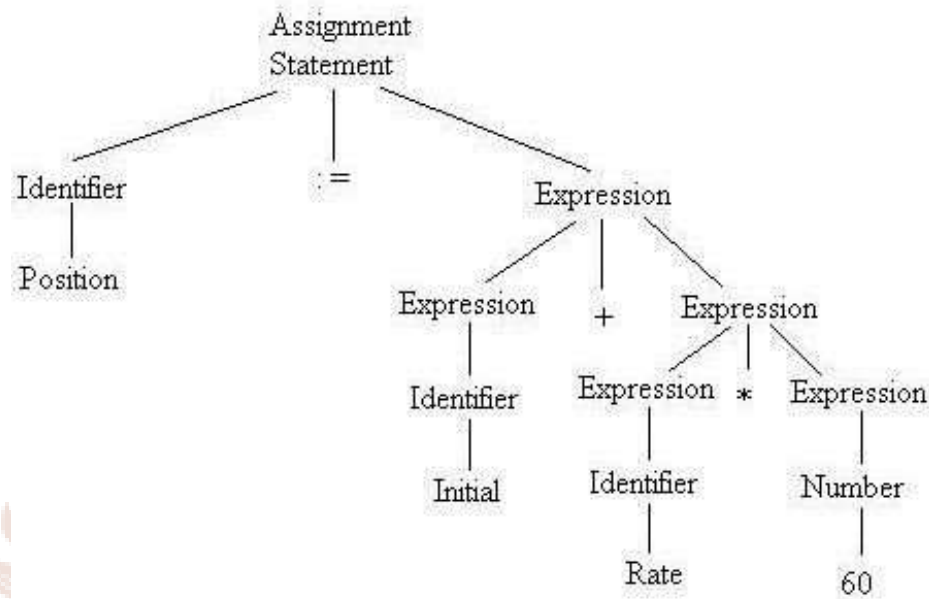 Assignment
Statement
Identifier
:=
Expression
Position
Expression
+
Expression
Identifier
Expression
*
Expression
Initial
Identifier
Number
Rate
60